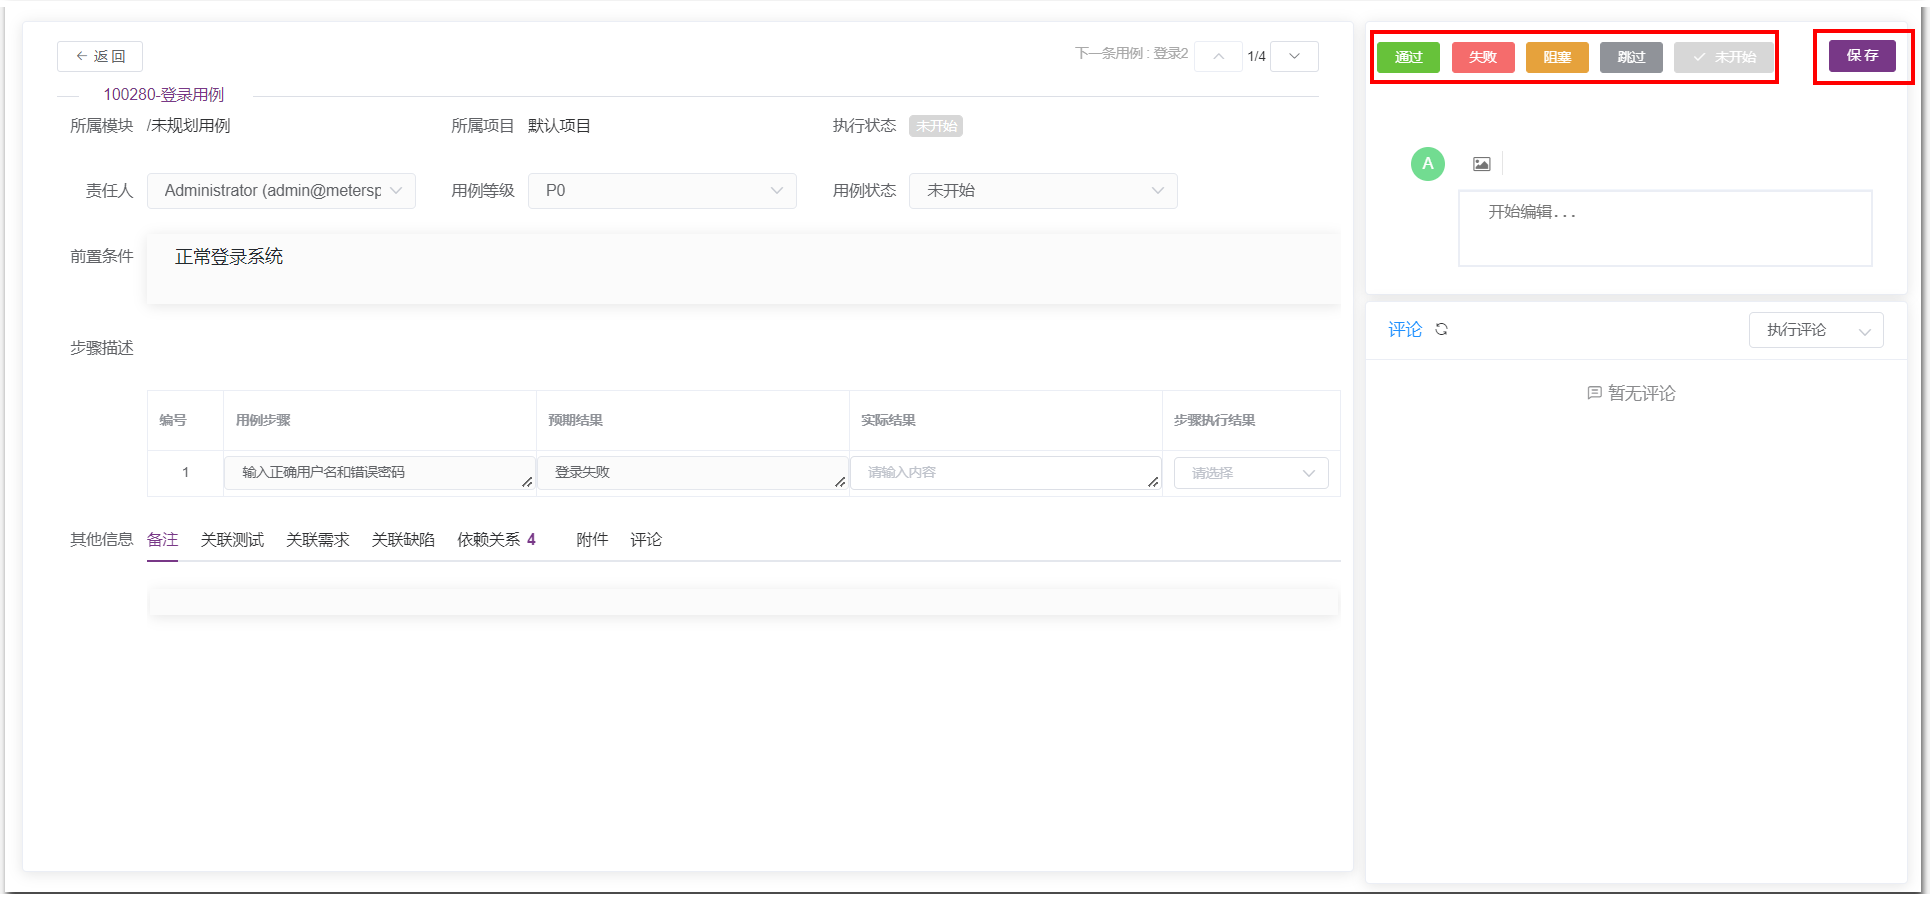 返回
下一条用例 : 登录2
1/4
100280-登录用例
所属模块 /未规划用例
所属项目 默认项目
执行状态 未开始
责任人 Administrator (admin@metersp
用例等级 P0
用例状态 未开始
前置条件 正常登录系统
步骤描述
编号 用例步骤 预期结果 实际结果 步骤执行结果
1 输入正确用户名和错误密码 登录失败 请输入内容 请选择
其他信息 备注 关联测试 关联需求 关联缺陷 依赖关系 4 附件 评论
通过 失败 阻塞 跳过 未开始 保存
A
开始编辑...
评论 执行评论
暂无评论